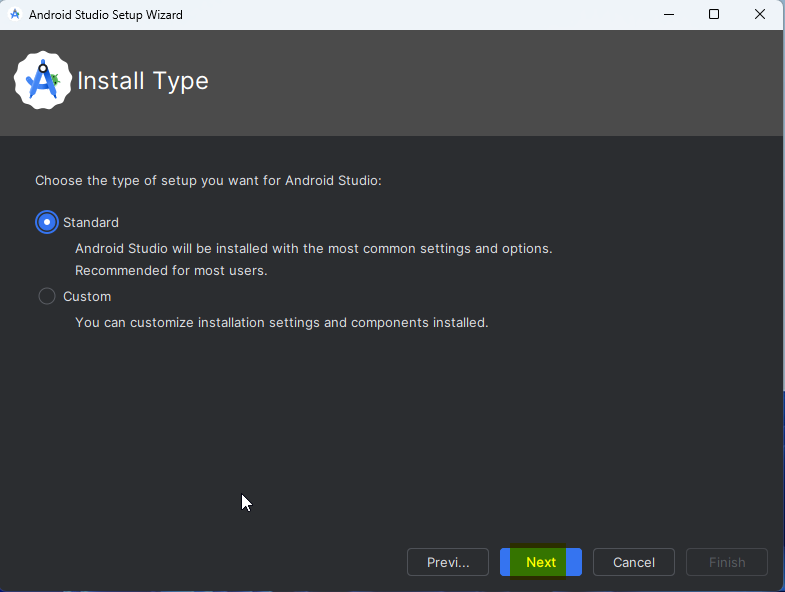 Android Studio Setup Wizard
Install Type
Choose the type of setup you want for Android Studio:
Standard
Android Studio will be installed with the most common settings and options.
Recommended for most users.
Custom
You can customize installation settings and components installed.
Previ... Next Cancel Finish